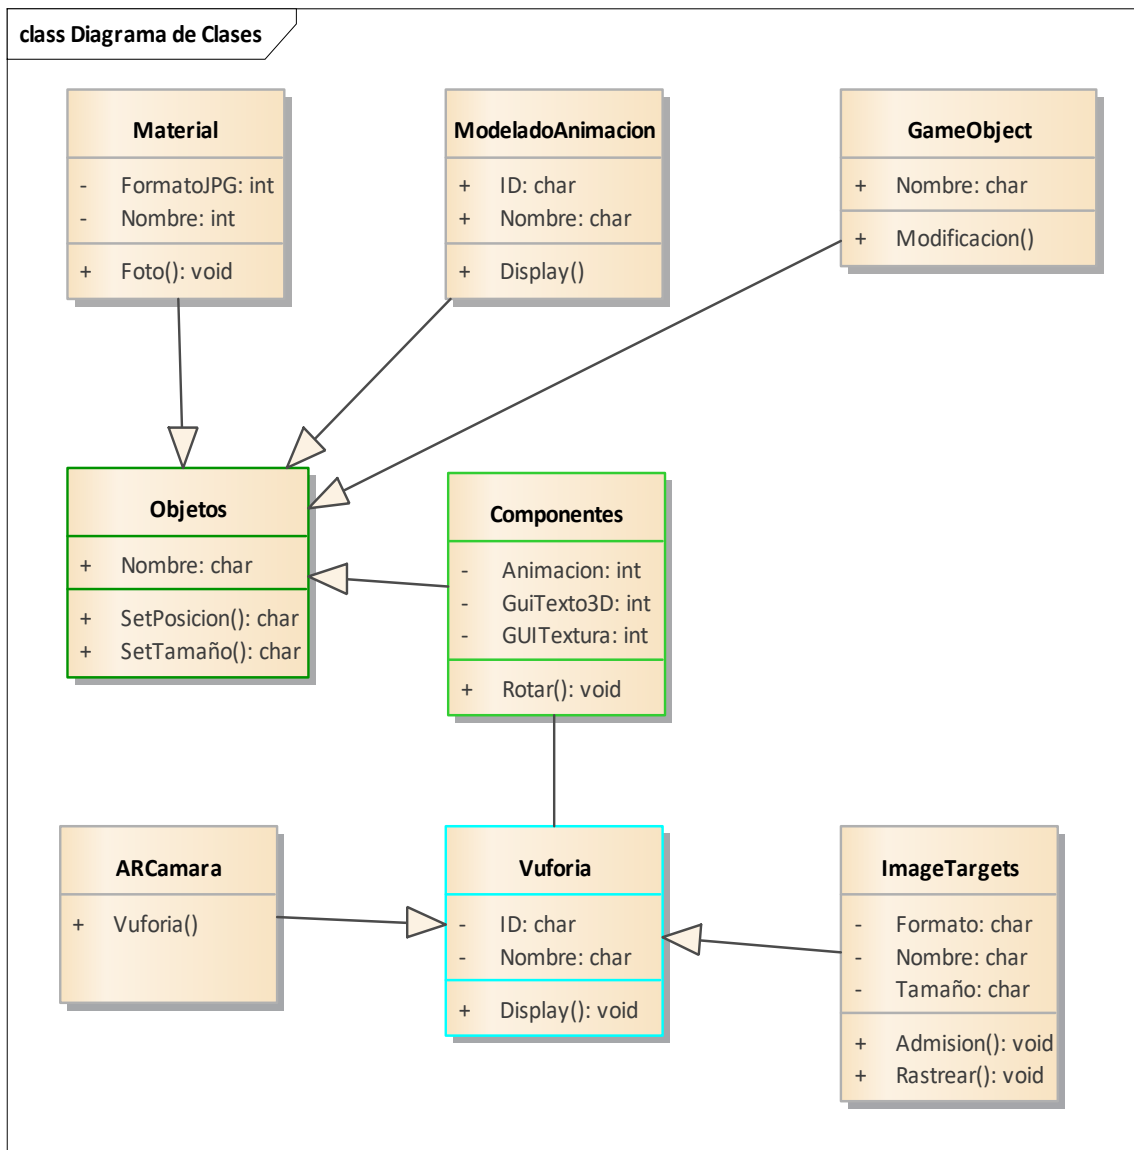 class Diagrama de Clases
Material
- FormatoJPG: int
- Nombre: int
+ Foto(): void
ModeladoAnimacion
+ ID: char
+ Nombre: char
+ Display()
GameObject
+ Nombre: char
+ Modificacion()
Objetos
+ Nombre: char
+ SetPosicion(): char
+ SetTamaño(): char
Componentes
- Animacion: int
- GuiTexto3D: int
- GUITextura: int
+ Rotar(): void
ARCamara
+ Vuforia()
Vuforia
- ID: char
- Nombre: char
+ Display(): void
ImageTargets
- Formato: char
- Nombre: char
- Tamaño: char
+ Admision(): void
+ Rastrear(): void